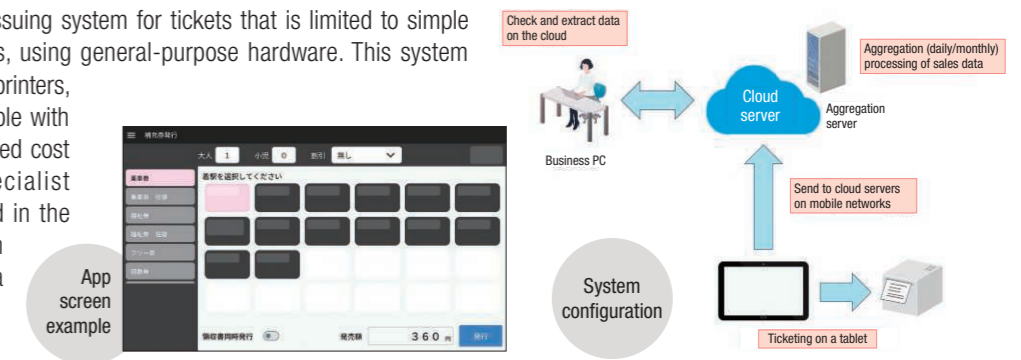 ssuing system for tickets that is limited to simple
s, using general-purpose hardware. This system
printers,
ble with
ed cost
ecialist
d in the
n
a
App
screen
example
補充券発行
大人 1 小児 0 割引 無し
乗車券
着駅を選択してください
領収書同時発行
発売額
360 円
発行
Check and extract data
on the cloud
Business PC
Cloud
server
Aggregation (daily/monthly)
processing of sales data
Aggregation
server
Send to cloud servers
on mobile networks
System
configuration
Ticketing on a tablet